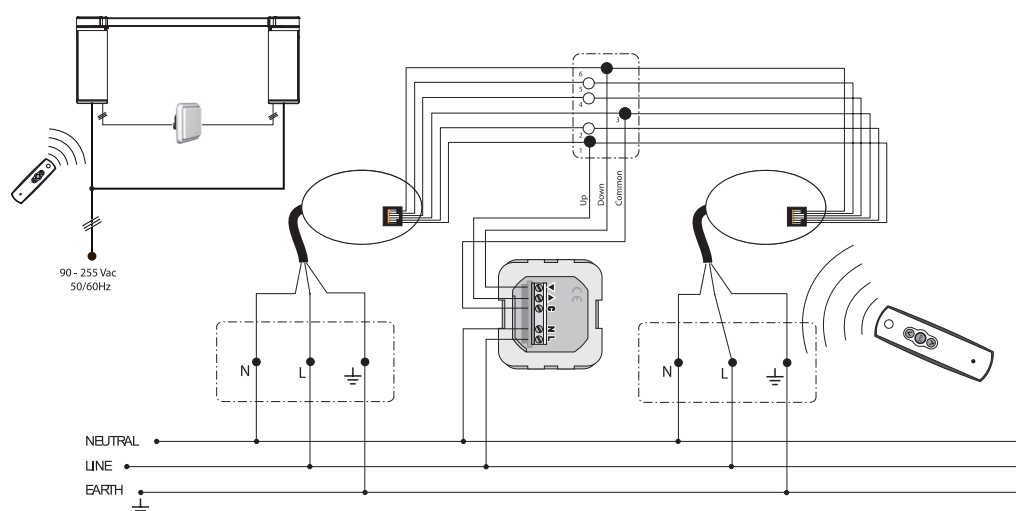 90 - 255 Vac
50/60Hz
6
5
4
3
2
1
Up
Down
Common
CE
C
N
L
N
L
N
L
NEUTRAL
LINE
EARTH